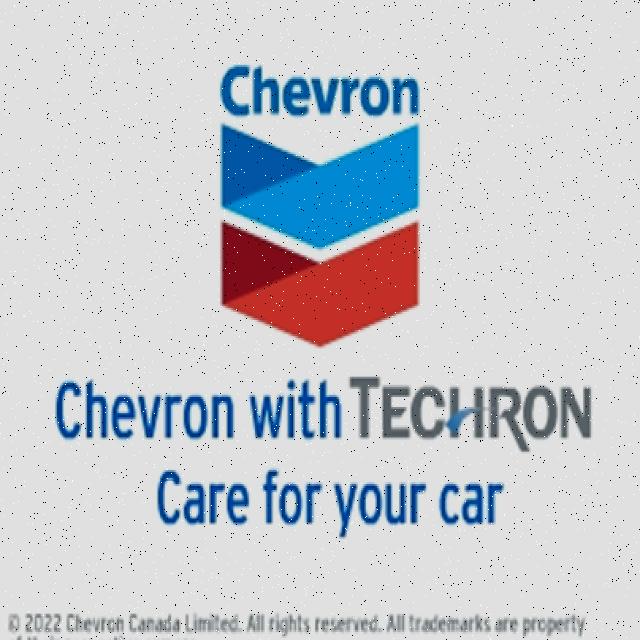 Chevron
Chevron with TECHRON
Care for your car
© 2022 Chevron Canada Limited. All rights reserved. All trademarks are property